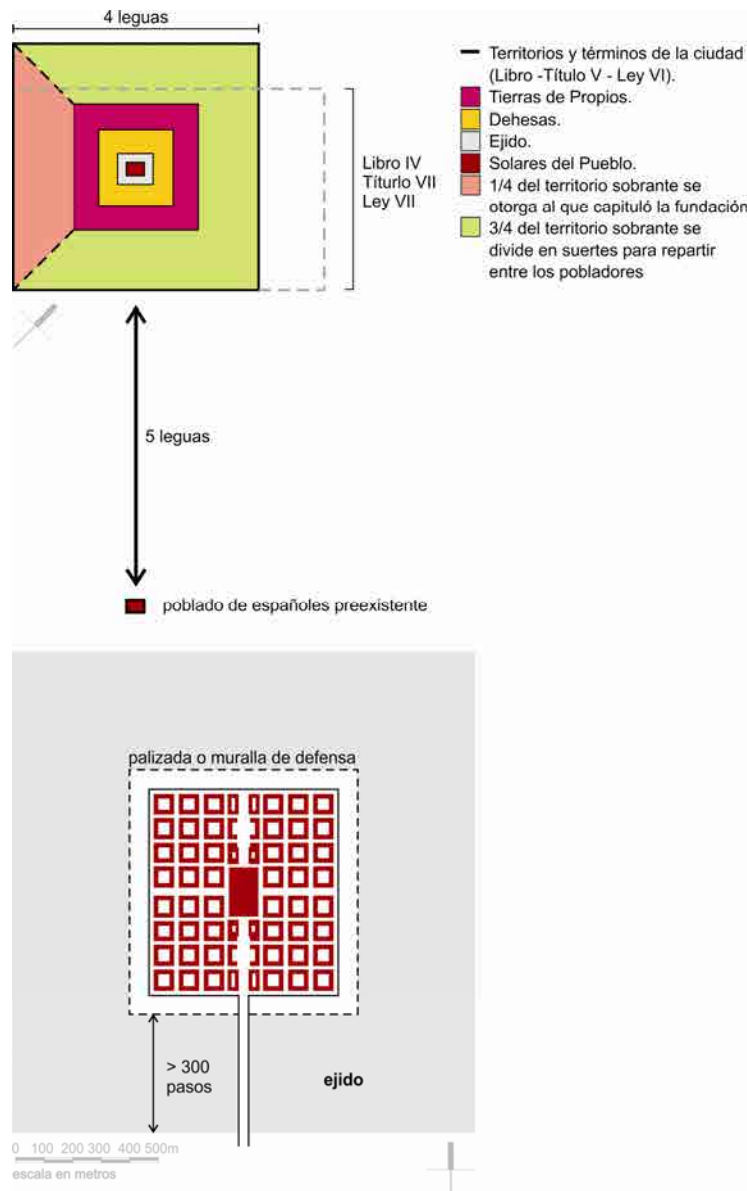 4 leguas
Territorios y términos de la ciudad
(Libro -Título V - Ley VI).
Tierras de Propios.
Dehesas.
Ejido.
Solares del Pueblo.
1/4 del territorio sobrante se
otorga al que capituló la fundación
3/4 del territorio sobrante se
divide en suertes para repartir
entre los pobladores
Libro IV
Títurlo VII
Ley VII
5 leguas
poblado de españoles preexistente
palizada o muralla de defensa
> 300
pasos
ejido
0 100 200 300 400 500m
escala en metros